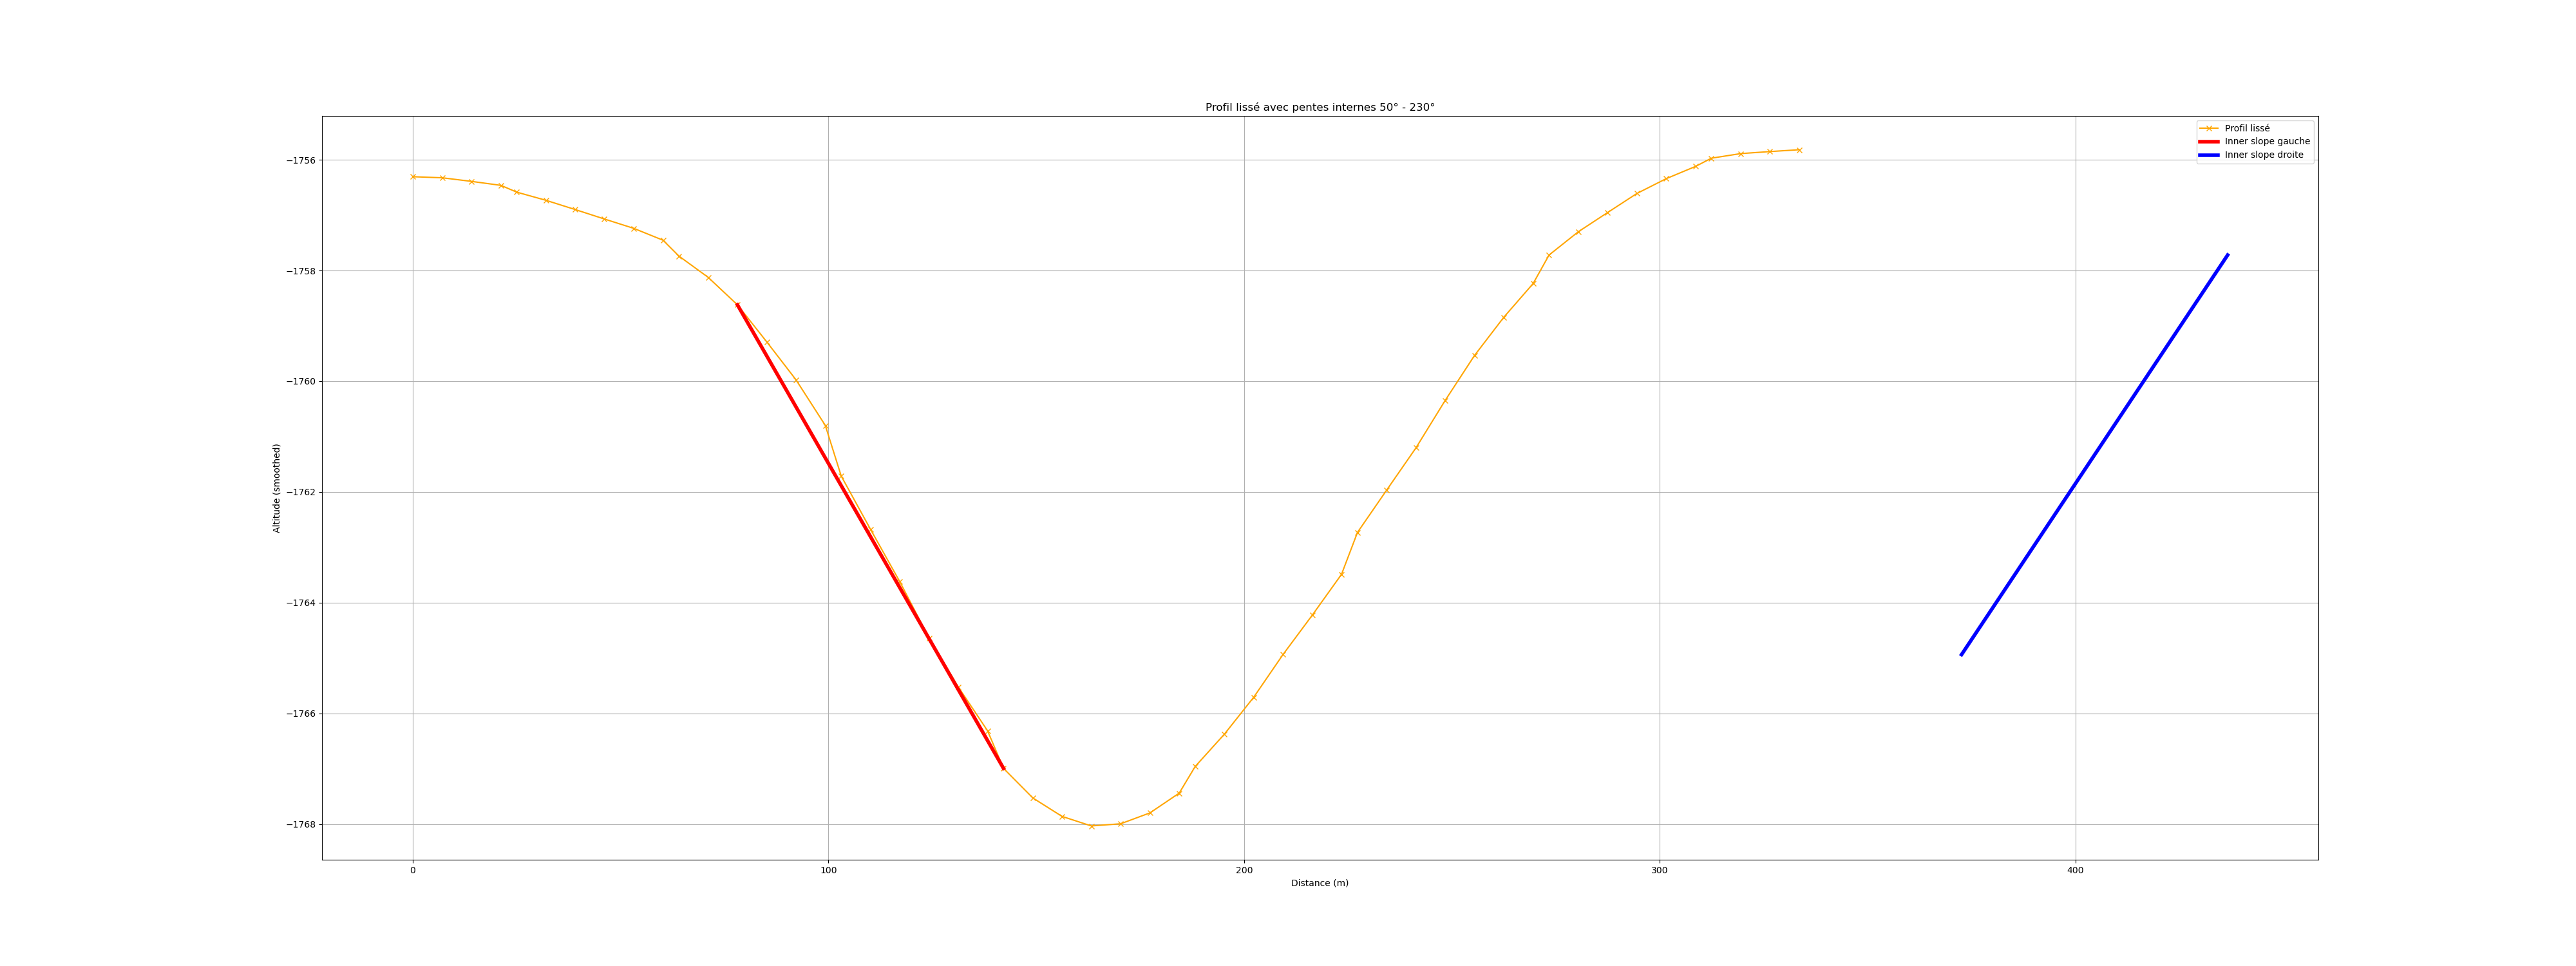 Profil lissé avec pentes internes 50° - 230°
Profil lissé
Inner slope gauche
Inner slope droite
−1756
−1758
−1760
−1762
−1764
−1766
−1768
Altitude (smoothed)
0
100
200
300
400
Distance (m)